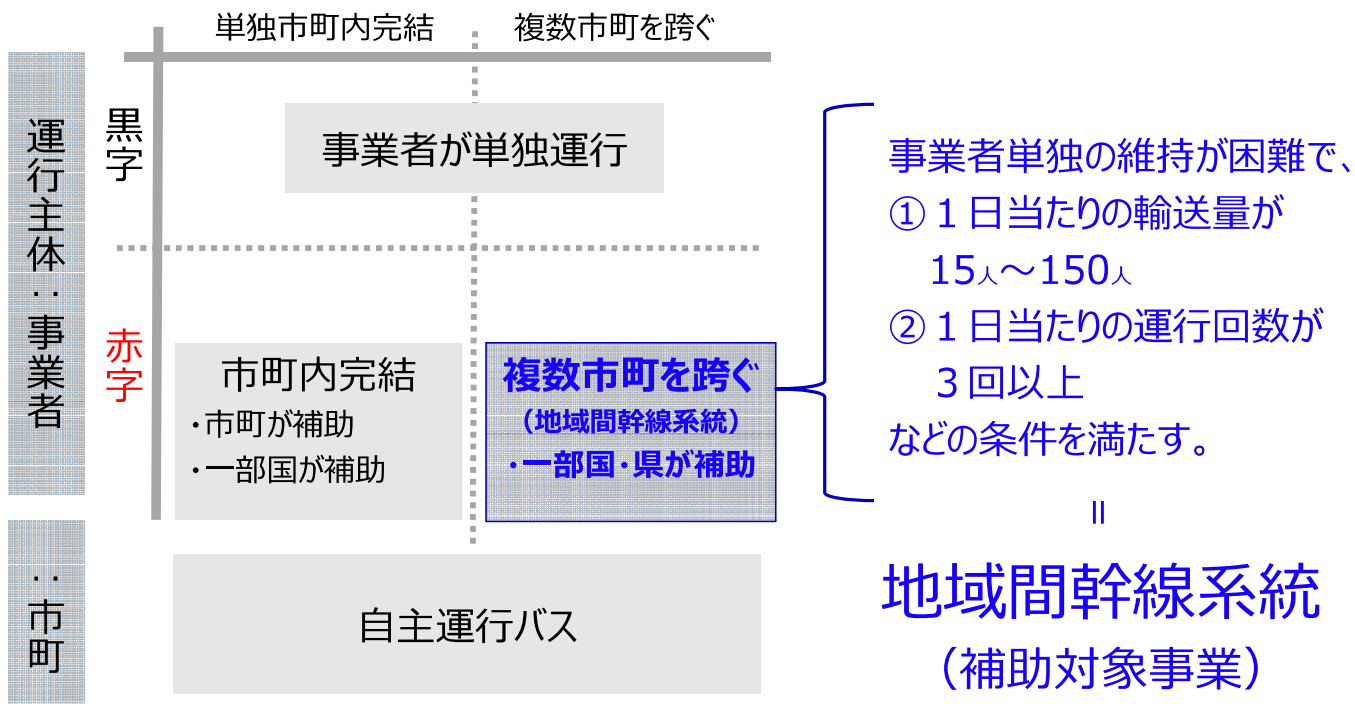 単独市町内完結
複数市町を跨ぐ
運行主体：事業者
黒字
事業者が単独運行
赤字
市町内完結
・市町が補助
・一部国が補助
複数市町を跨ぐ
（地域間幹線系統）
・一部国・県が補助
：市町
自主運行バス
事業者単独の維持が困難で、
①１日当たりの輸送量が
15人～150人
②１日当たりの運行回数が
３回以上
などの条件を満たす。
＝
地域間幹線系統
（補助対象事業）